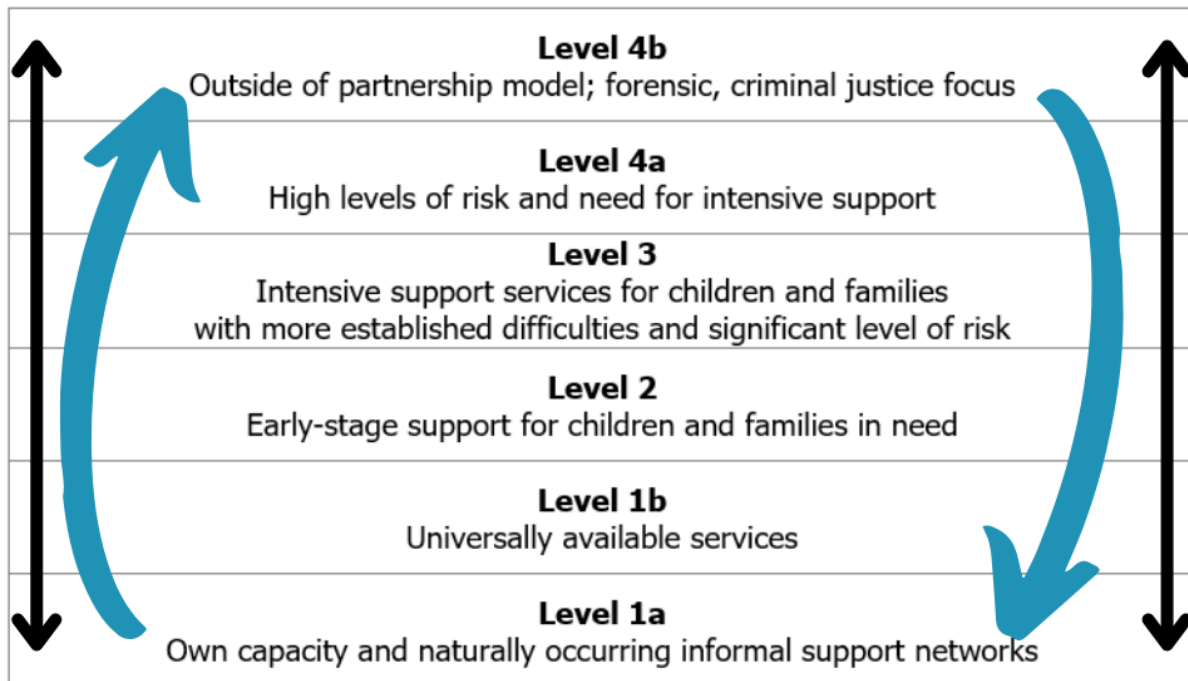 Level 4b
Outside of partnership model; forensic, criminal justice focus
Level 4a
High levels of risk and need for intensive support
Level 3
Intensive support services for children and families
with more established difficulties and significant level of risk
Level 2
Early-stage support for children and families in need
Level 1b
Universally available services
Level 1a
Own capacity and naturally occurring informal support networks